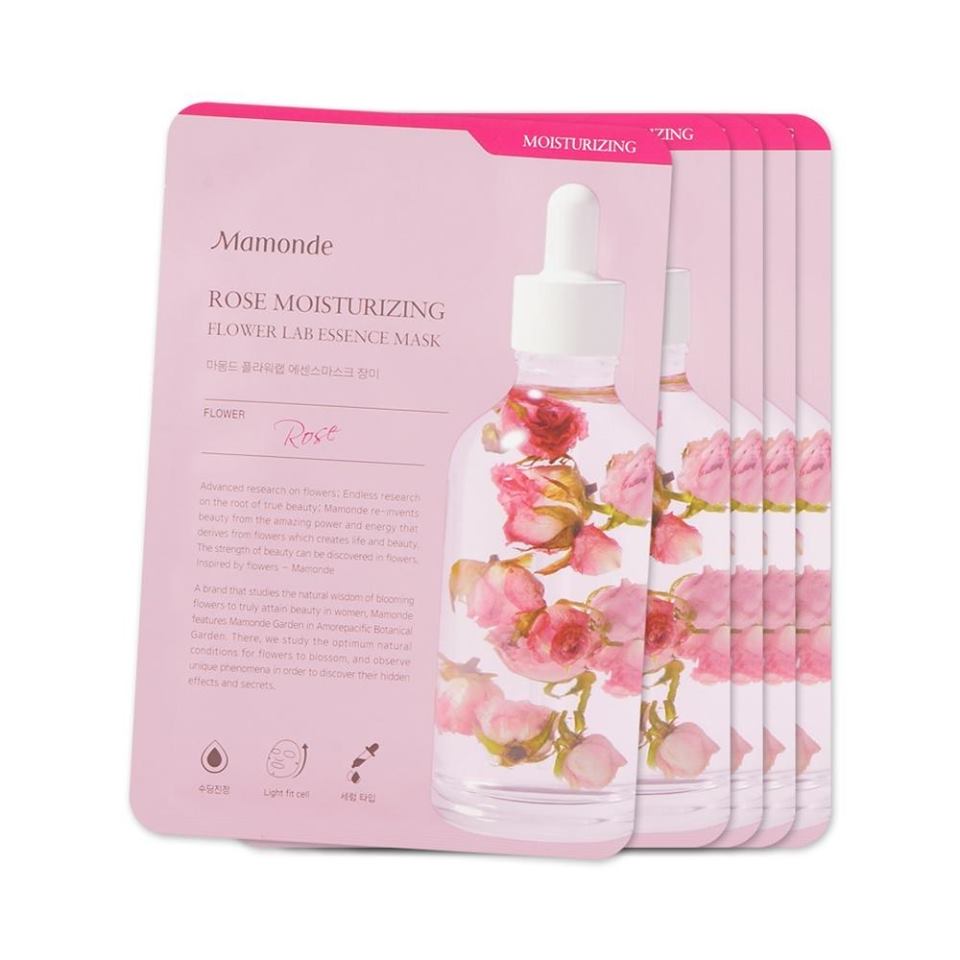 MOISTURIZING
ZING
Mamonde
ROSE MOISTURIZING
FLOWER LAB ESSENCE MASK
마몽드 플라워랩 에센스마스크 장미
FLOWER
Rose
Advanced research on flowers; Endless research
on the root of true beauty; Mamonde re-invents
beauty from the amazing power and energy that
derives from flowers which creates life and beauty.
The strength of beauty can be discovered in flowers.
Inspired by flowers - Mamonde
A brand that studies the natural wisdom of blooming
flowers to truly attain beauty in women, Mamonde
features Mamonde Garden in Amorepacific Botanical
Garden. There, we study the optimum natural
conditions for flowers to blossom, and observe
unique phenomena in order to discover their hidden
effects and secrets.
수당진정
Light fit cell
세럼 타입